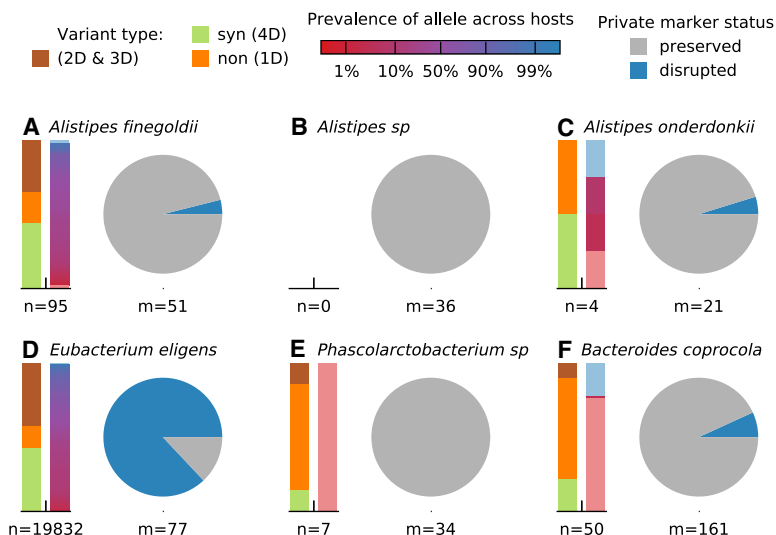 Variant type:
(2D & 3D)
syn (4D)
non (1D)
Prevalence of allele across hosts
1% 10% 50% 90% 99%
Private marker status
preserved
disrupted
A Alistipes finegoldii
n=95 m=51
B Alistipes sp
n=0 m=36
C Alistipes onderdonkii
n=4 m=21
D Eubacterium eligens
n=19832 m=77
E Phascolarctobacterium sp
n=7 m=34
F Bacteroides coprocola
n=50 m=161